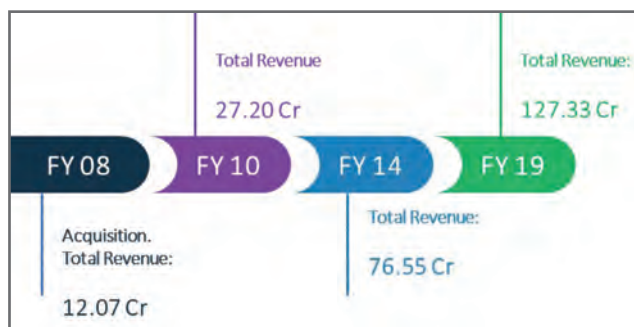 Total Revenue
27.20 Cr
Total Revenue:
127.33 Cr
FY 08
FY 10
FY 14
FY 19
Acquisition.
Total Revenue:
12.07 Cr
Total Revenue:
76.55 Cr